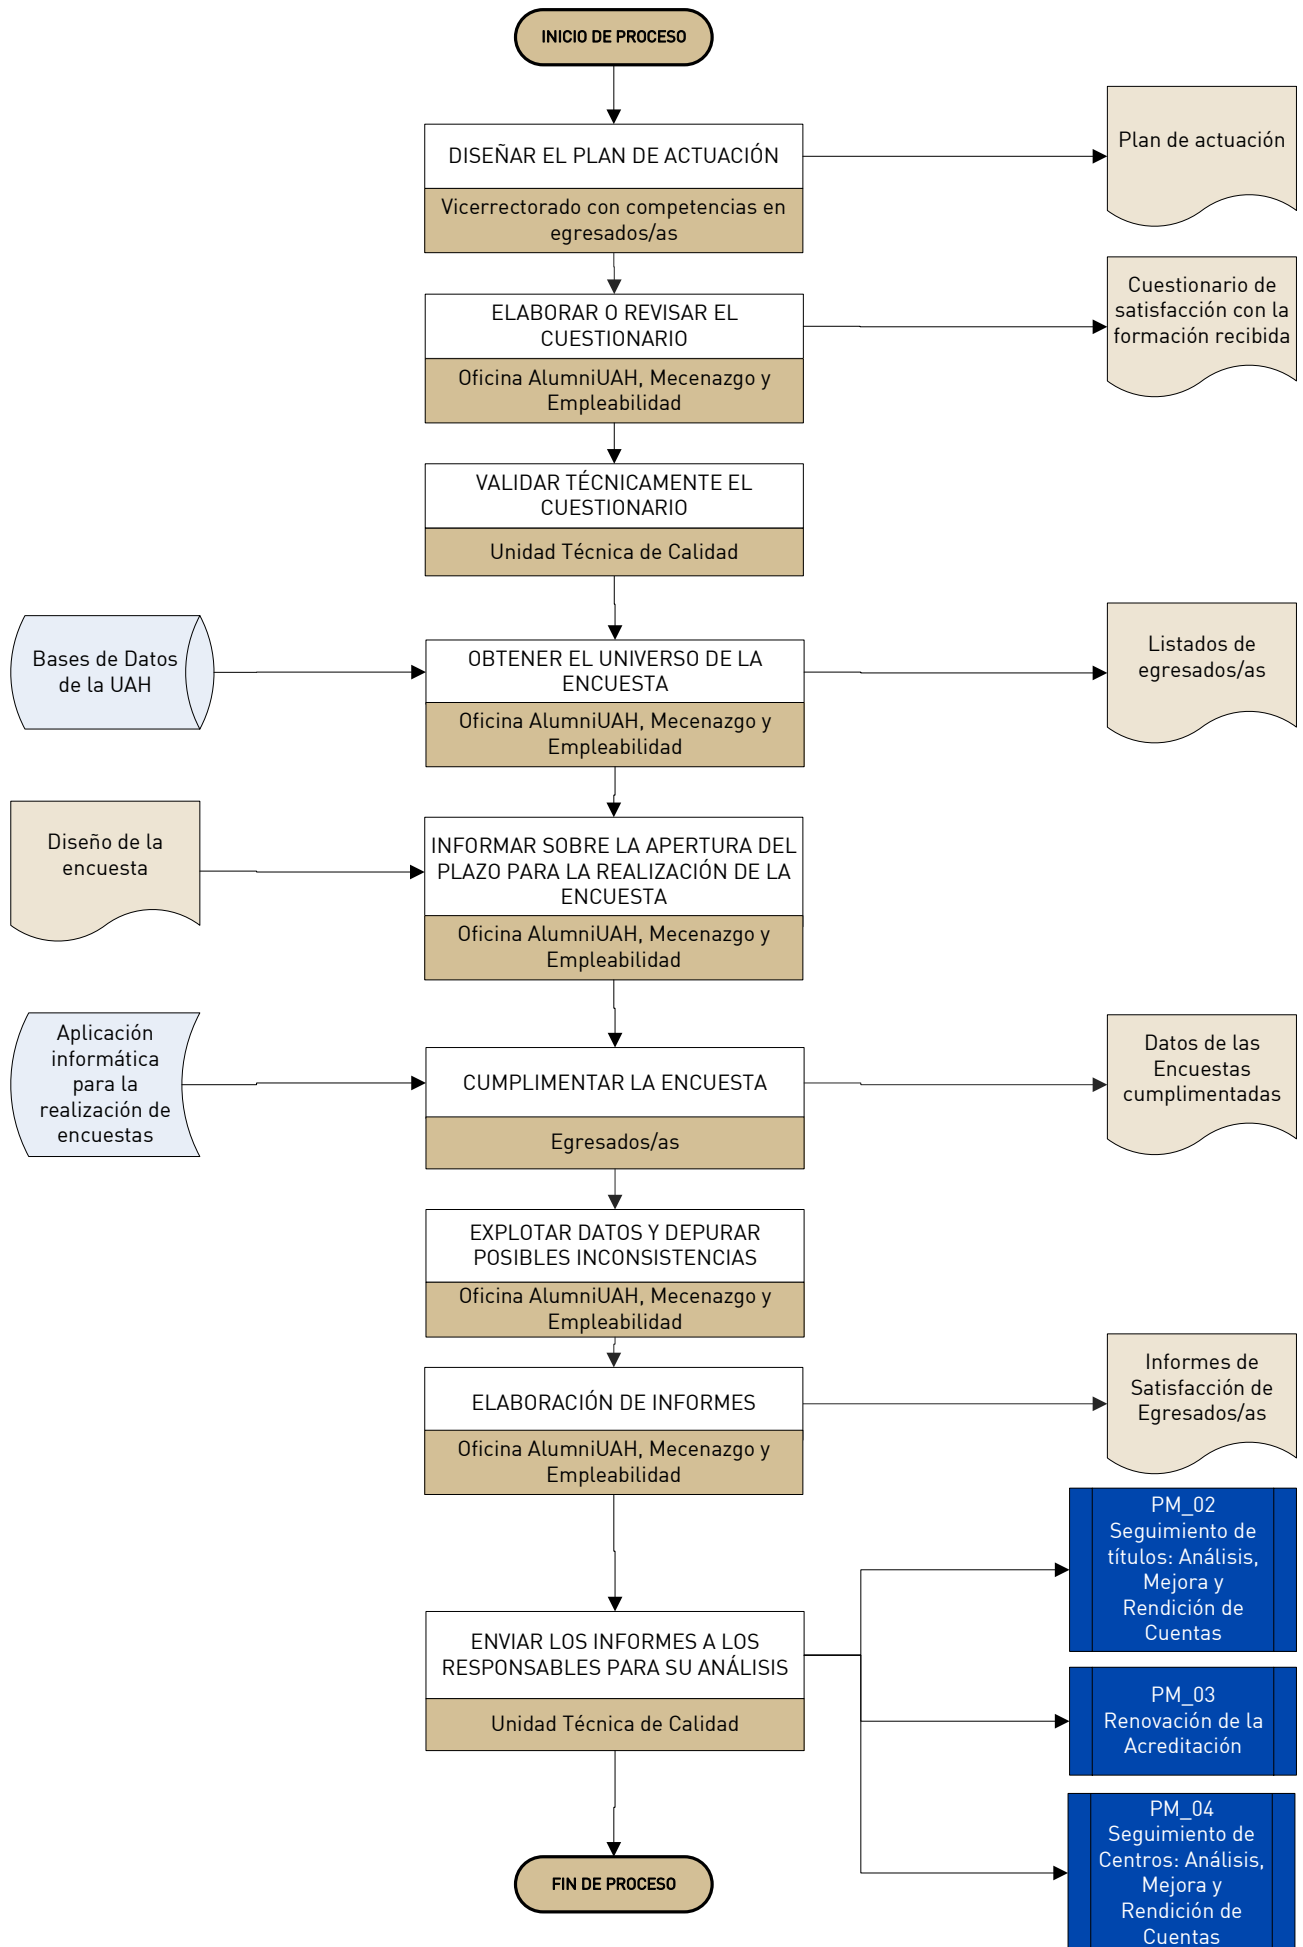 INICIO DE PROCESO
DISEÑAR EL PLAN DE ACTUACIÓN
Vicerrectorado con competencias en
egresados/as
Plan de actuación
ELABORAR O REVISAR EL
CUESTIONARIO
Oficina AlumniUAH, Mecenazgo y
Empleabilidad
Cuestionario de
satisfacción con la
formación recibida
VALIDAR TÉCNICAMENTE EL
CUESTIONARIO
Unidad Técnica de Calidad
Bases de Datos
de la UAH
OBTENER EL UNIVERSO DE LA
ENCUESTA
Oficina AlumniUAH, Mecenazgo y
Empleabilidad
Listados de
egresados/as
Diseño de la
encuesta
INFORMAR SOBRE LA APERTURA DEL
PLAZO PARA LA REALIZACIÓN DE LA
ENCUESTA
Oficina AlumniUAH, Mecenazgo y
Empleabilidad
Aplicación
informática
para la
realización de
encuestas
CUMPLIMENTAR LA ENCUESTA
Egresados/as
Datos de las
Encuestas
cumplimentadas
EXPLOTAR DATOS Y DEPURAR
POSIBLES INCONSISTENCIAS
Oficina AlumniUAH, Mecenazgo y
Empleabilidad
ELABORACIÓN DE INFORMES
Oficina AlumniUAH, Mecenazgo y
Empleabilidad
Informes de
Satisfacción de
Egresados/as
ENVIAR LOS INFORMES A LOS
RESPONSABLES PARA SU ANÁLISIS
Unidad Técnica de Calidad
PM_02
Seguimiento de
títulos: Análisis,
Mejora y
Rendición de
Cuentas
PM_03
Renovación de la
Acreditación
PM_04
Seguimiento de
Centros: Análisis,
Mejora y
Rendición de
Cuentas
FIN DE PROCESO